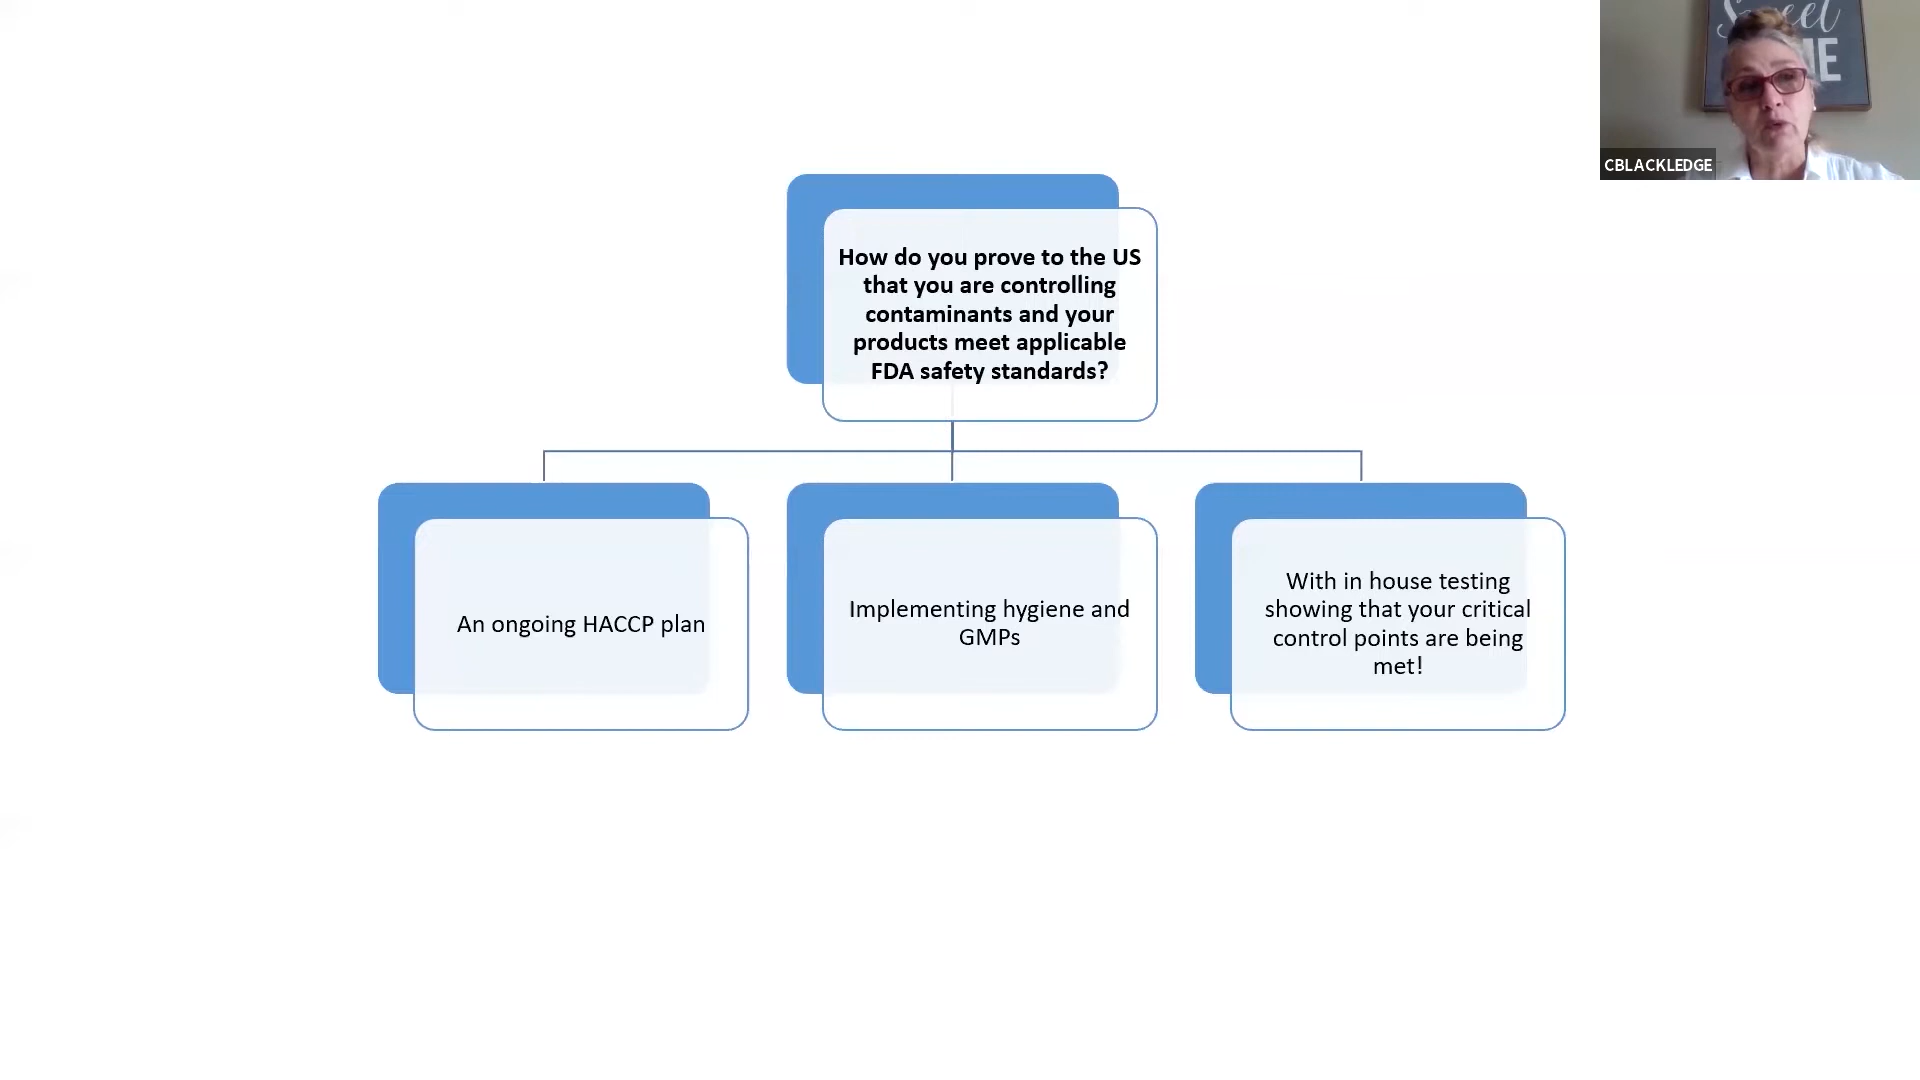 Sweet
CBLACKLEDGE
How do you prove to the US
that you are controlling
contaminants and your
products meet applicable
FDA safety standards?
An ongoing HACCP plan
Implementing hygiene and
GMPs
With in house testing
showing that your critical
control points are being
met!